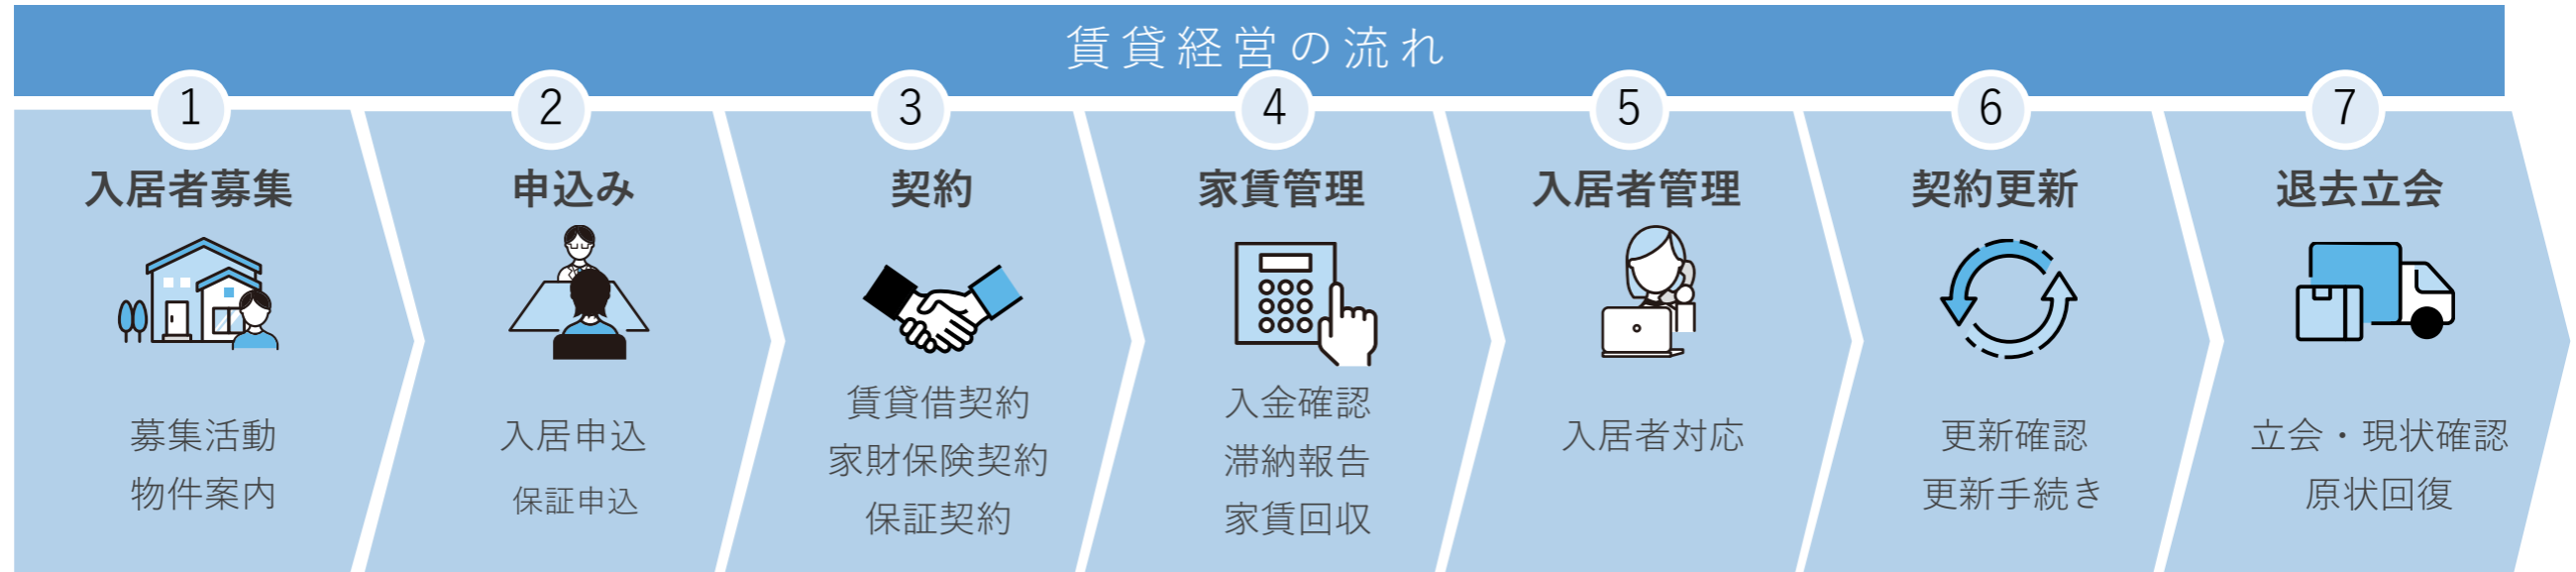 賃貸経営の流れ
1
入居者募集
募集活動
物件案内
2
申込み
入居申込
保証申込
3
契約
賃貸借契約
家財保険契約
保証契約
4
家賃管理
入金確認
滞納報告
家賃回収
5
入居者管理
入居者対応
6
契約更新
更新確認
更新手続き
7
退去立会
立会・現状確認
原状回復